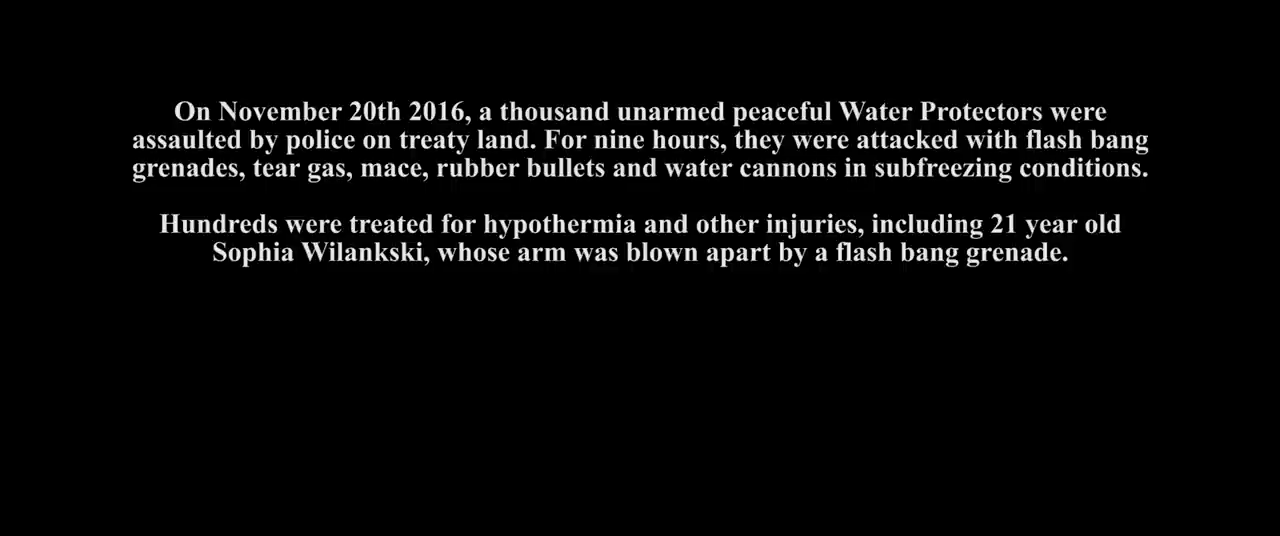 On November 20th 2016, a thousand unarmed peaceful Water Protectors were
assaulted by police on treaty land. For nine hours, they were attacked with flash bang
grenades, tear gas, mace, rubber bullets and water cannons in subfreezing conditions.
Hundreds were treated for hypothermia and other injuries, including 21 year old
Sophia Wilankski, whose arm was blown apart by a flash bang grenade.